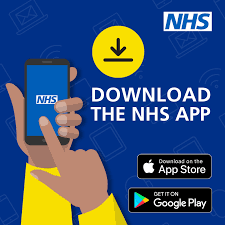 NHS
NHS
DOWNLOAD
THE NHS APP
Download on the
App Store
GET IT ON
Google Play